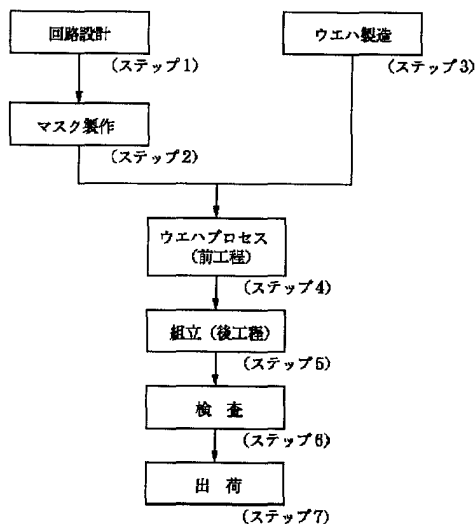 回路設計
(ステップ1)
ウエハ製造
(ステップ3)
マスク製作
(ステップ2)
ウエハプロセス
(前工程)
(ステップ4)
組立(後工程)
(ステップ5)
検 査
(ステップ6)
出 荷
(ステップ7)